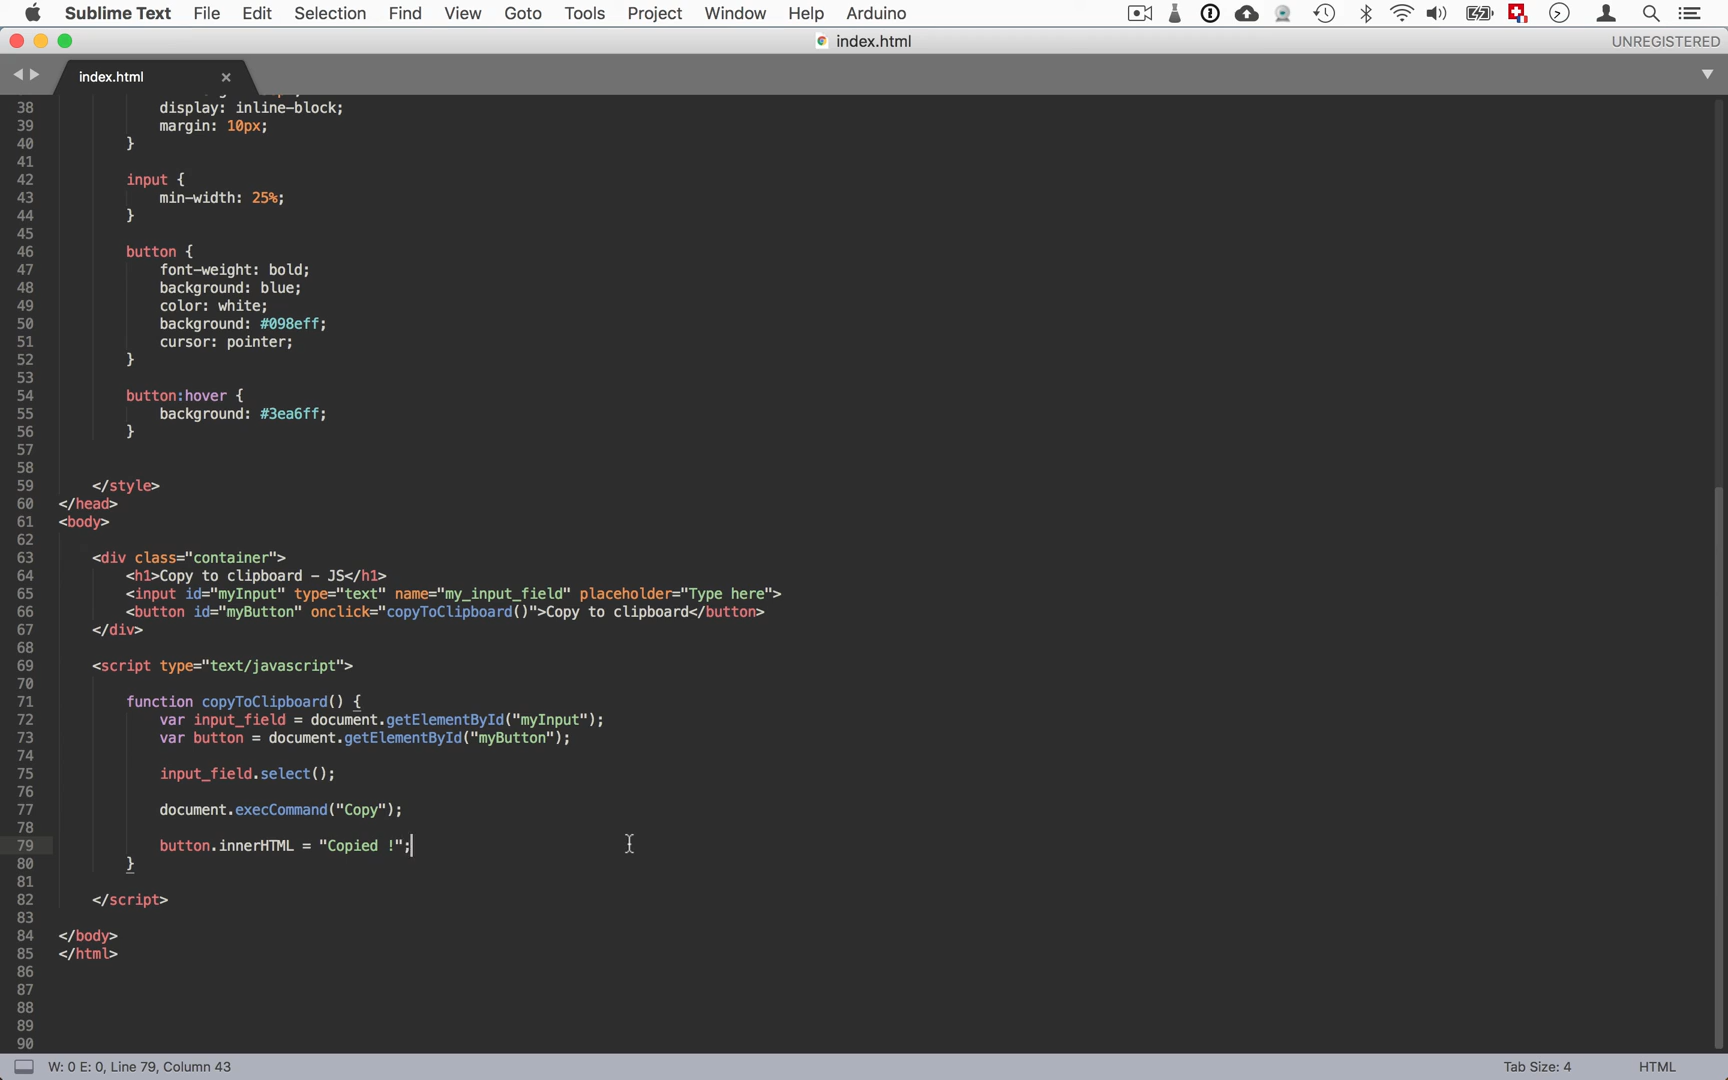 Sublime Text File Edit Selection Find View Goto Tools Project Window Help Arduino
index.html
UNREGISTERED
index.html
38 display: inline-block;
39 margin: 10px;
40 }
41
42 input {
43 min-width: 25%;
44 }
45
46 button {
47 font-weight: bold;
48 background: blue;
49 color: white;
50 background: #098eff;
51 cursor: pointer;
52 }
53
54 button:hover {
55 background: #3ea6ff;
56 }
57
58
59 </style>
60 </head>
61 <body>
62
63 <div class="container">
64 <h1>Copy to clipboard - JS</h1>
65 <input id="myInput" type="text" name="my_input_field" placeholder="Type here">
66 <button id="myButton" onclick="copyToClipboard()">Copy to clipboard</button>
67 </div>
68
69 <script type="text/javascript">
70
71 function copyToClipboard() {
72 var input_field = document.getElementById("myInput");
73 var button = document.getElementById("myButton");
74
75 input_field.select();
76
77 document.execCommand("Copy");
78
79 button.innerHTML = "Copied !";
80 }
81
82 </script>
83
84 </body>
85 </html>
86
87
88
89
90
W: 0 E: 0, Line 79, Column 43
Tab Size: 4
HTML